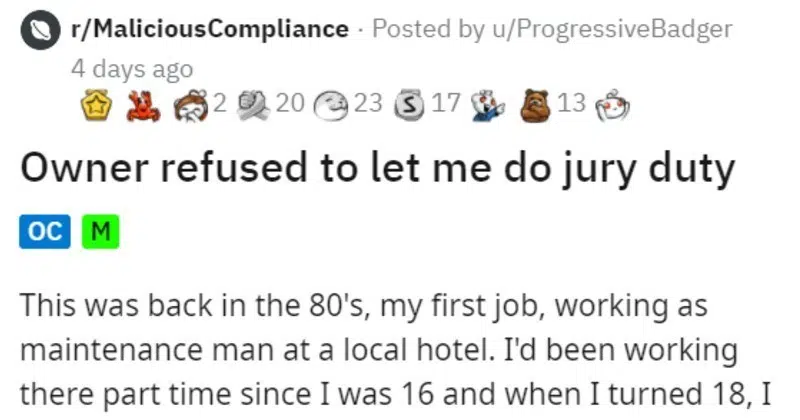 r/MaliciousCompliance · Posted by u/ProgressiveBadger
4 days ago
2 20 23 S 17 13
Owner refused to let me do jury duty
OC M
This was back in the 80's, my first job, working as
maintenance man at a local hotel. I'd been working
there part time since I was 16 and when I turned 18, I